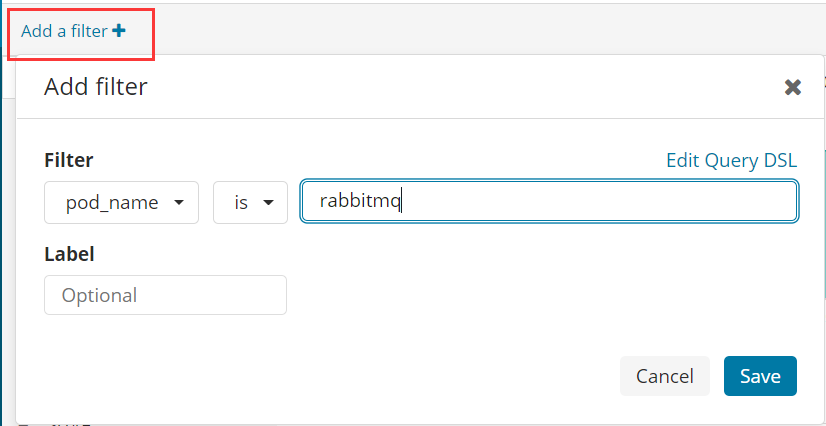 Add a filter +
Add filter
Filter
Edit Query DSL
pod_name
is
rabbitmq
Label
Optional
Cancel
Save